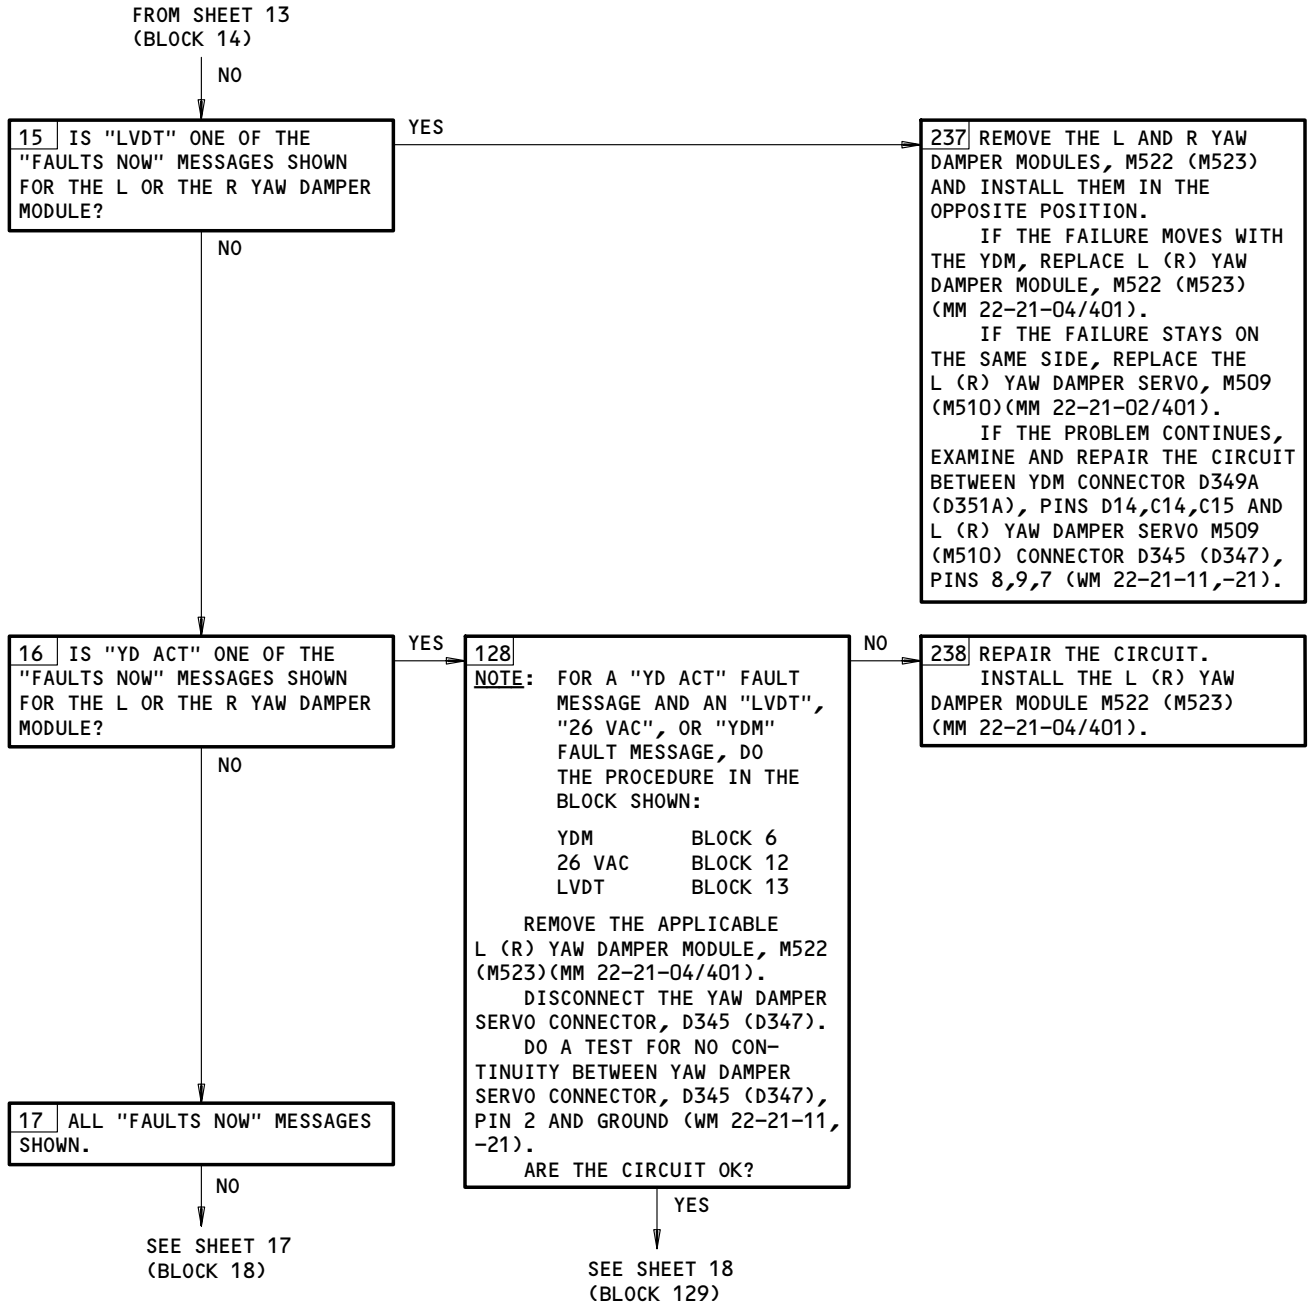 FROM SHEET 13
(BLOCK 14)
NO
15 IS "LVDT" ONE OF THE
"FAULTS NOW" MESSAGES SHOWN
FOR THE L OR THE R YAW DAMPER
MODULE?
YES
NO
237 REMOVE THE L AND R YAW
DAMPER MODULES, M522 (M523)
AND INSTALL THEM IN THE
OPPOSITE POSITION.
IF THE FAILURE MOVES WITH
THE YDM, REPLACE L (R) YAW
DAMPER MODULE, M522 (M523)
(MM 22-21-04/401).
IF THE FAILURE STAYS ON
THE SAME SIDE, REPLACE THE
L (R) YAW DAMPER SERVO, M509
(M510)(MM 22-21-02/401).
IF THE PROBLEM CONTINUES,
EXAMINE AND REPAIR THE CIRCUIT
BETWEEN YDM CONNECTOR D349A
(D351A), PINS D14,C14,C15 AND
L (R) YAW DAMPER SERVO M509
(M510) CONNECTOR D345 (D347),
PINS 8,9,7 (WM 22-21-11,-21).
16 IS "YD ACT" ONE OF THE
"FAULTS NOW" MESSAGES SHOWN
FOR THE L OR THE R YAW DAMPER
MODULE?
YES
NO
128
NOTE: FOR A "YD ACT" FAULT
MESSAGE AND AN "LVDT",
"26 VAC", OR "YDM"
FAULT MESSAGE, DO
THE PROCEDURE IN THE
BLOCK SHOWN:
YDM BLOCK 6
26 VAC BLOCK 12
LVDT BLOCK 13
REMOVE THE APPLICABLE
L (R) YAW DAMPER MODULE, M522
(M523)(MM 22-21-04/401).
DISCONNECT THE YAW DAMPER
SERVO CONNECTOR, D345 (D347).
DO A TEST FOR NO CON-
TINUITY BETWEEN YAW DAMPER
SERVO CONNECTOR, D345 (D347),
PIN 2 AND GROUND (WM 22-21-11,
-21).
ARE THE CIRCUIT OK?
NO
238 REPAIR THE CIRCUIT.
INSTALL THE L (R) YAW
DAMPER MODULE M522 (M523)
(MM 22-21-04/401).
17 ALL "FAULTS NOW" MESSAGES
SHOWN.
NO
SEE SHEET 17
(BLOCK 18)
YES
SEE SHEET 18
(BLOCK 129)